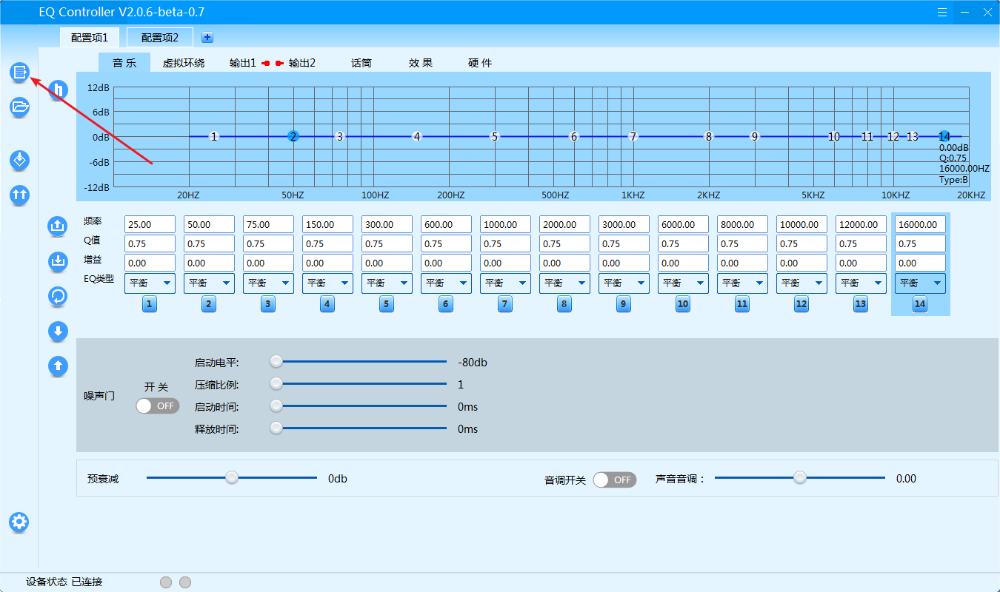 EQ Controller V2.0.6-beta-0.7
配置项1 配置项2
音 乐 虚拟环绕 输出1 输出2 话筒 效 果 硬 件
h
12dB
6dB
0dB
-6dB
-12dB
1 2 3 4 5 6 7 8 9 10 11 12 13 14
0.00dB
Q:0.75
16000.00HZ
Type:B
20HZ 50HZ 100HZ 200HZ 500HZ 1KHZ 2KHZ 5KHZ 10KHZ 20KHZ
频率 25.00 50.00 75.00 150.00 300.00 600.00 1000.00 2000.00 3000.00 6000.00 8000.00 10000.00 12000.00 16000.00
Q值 0.75 0.75 0.75 0.75 0.75 0.75 0.75 0.75 0.75 0.75 0.75 0.75 0.75 0.75
增益 0.00 0.00 0.00 0.00 0.00 0.00 0.00 0.00 0.00 0.00 0.00 0.00 0.00 0.00
EQ类型 平衡 平衡 平衡 平衡 平衡 平衡 平衡 平衡 平衡 平衡 平衡 平衡 平衡 平衡
1 2 3 4 5 6 7 8 9 10 11 12 13 14
噪声门
开 关
OFF
启动电平: -80db
压缩比例: 1
启动时间: 0ms
释放时间: 0ms
预衰减 0db 音调开关 OFF 声音音调： 0.00
设备状态 已连接